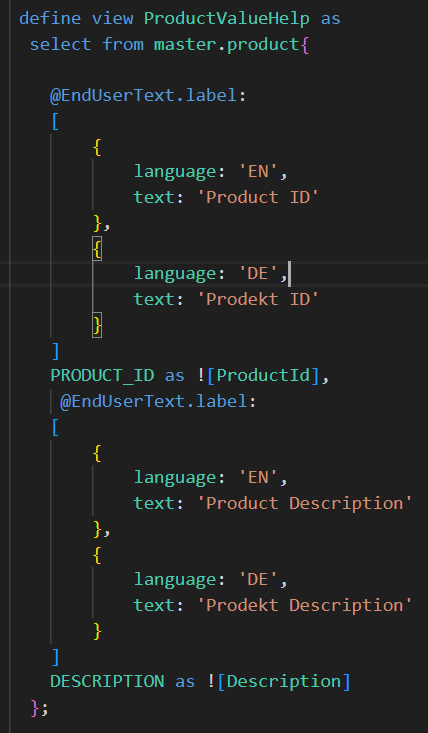 define view ProductValueHelp as
select from master.product{
@EndUserText.label:
[
{
language: 'EN',
text: 'Product ID'
},
{
language: 'DE',
text: 'Prodekt ID'
}
]
PRODUCT_ID as ![ProductId],
@EndUserText.label:
[
{
language: 'EN',
text: 'Product Description'
},
{
language: 'DE',
text: 'Prodekt Description'
}
]
DESCRIPTION as ![Description]
};